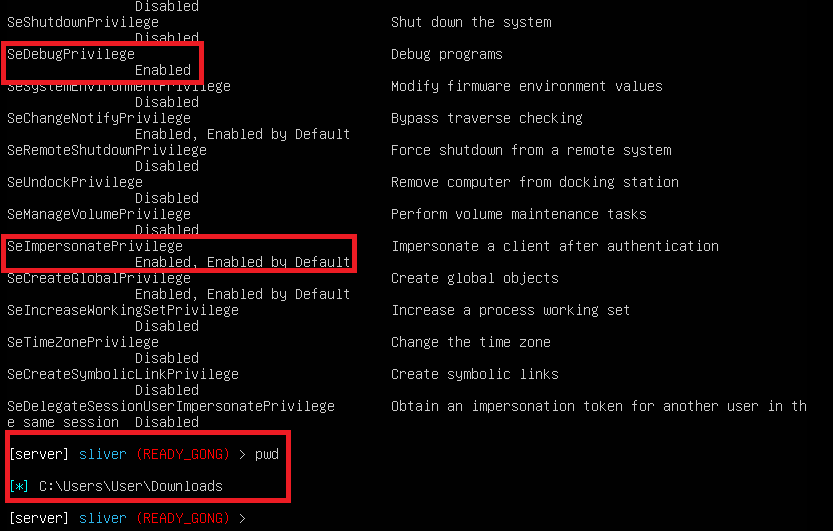 Disabled
SeShutdownPrivilege Shut down the system
Disabled
SeDebugPrivilege Debug programs
Enabled
SeSystemEnvironmentPrivilege Modify firmware environment values
Disabled
SeChangeNotifyPrivilege Bypass traverse checking
Enabled, Enabled by Default
SeRemoteShutdownPrivilege Force shutdown from a remote system
Disabled
SeUndockPrivilege Remove computer from docking station
Disabled
SeManageVolumePrivilege Perform volume maintenance tasks
Disabled
SeImpersonatePrivilege Impersonate a client after authentication
Enabled, Enabled by Default
SeCreateGlobalPrivilege Create global objects
Enabled, Enabled by Default
SeIncreaseWorkingSetPrivilege Increase a process working set
Disabled
SeTimeZonePrivilege Change the time zone
Disabled
SeCreateSymbolicLinkPrivilege Create symbolic links
Disabled
SeDelegateSessionUserImpersonatePrivilege Obtain an impersonation token for another user in th
e same session Disabled
[server] sliver (READY_GONG) > pwd
[*] C:\Users\User\Downloads
[server] sliver (READY_GONG) >